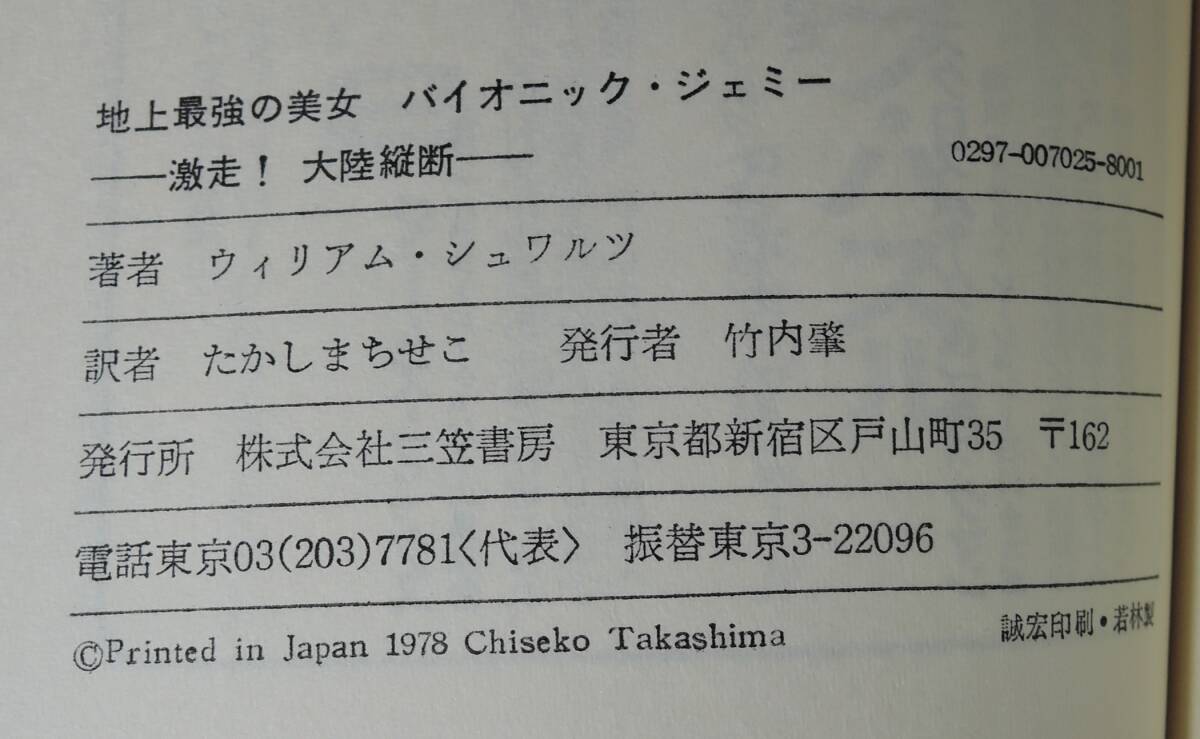 地上最強の美女　バイオニック・ジェミー
――激走！　大陸縦断――
0297-007025-8001
著者　ウィリアム・シュワルツ
訳者　たかしまちせこ　　発行者　竹内肇
発行所　株式会社三笠書房　東京都新宿区戸山町35　〒162
電話東京03(203)7781〈代表〉　振替東京3-22096
©Printed in Japan 1978 Chiseko Takashima
誠宏印刷・若林製